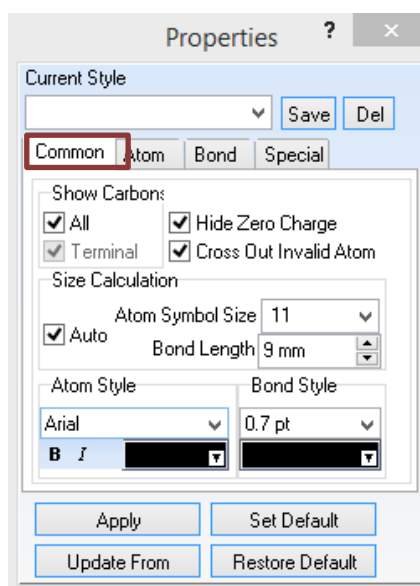 Properties ? ×
Current Style
Save Del
Common Atom Bond Special
Show Carbons
All Hide Zero Charge
Terminal Cross Out Invalid Atom
Size Calculation
Atom Symbol Size 11
Auto
Bond Length 9 mm
Atom Style Bond Style
Arial 0.7 pt
B I
Apply Set Default
Update From Restore Default